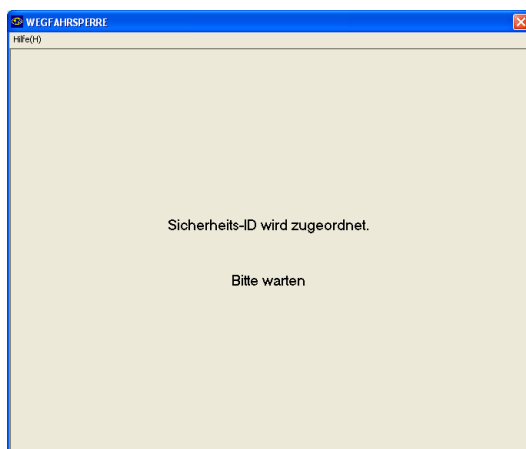 WEGFAHRSPERRE
Hilfe(H)
Sicherheits-ID wird zugeordnet.
Bitte warten